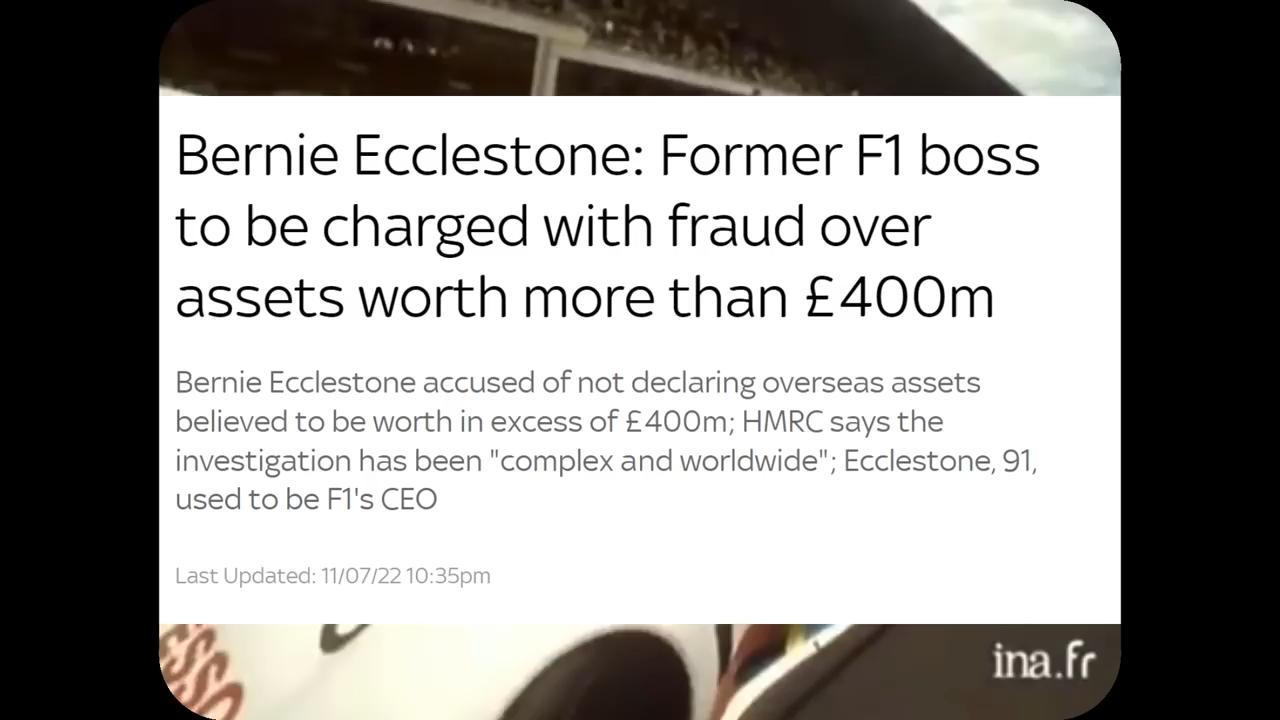 Bernie Ecclestone: Former F1 boss
to be charged with fraud over
assets worth more than £400m
Bernie Ecclestone accused of not declaring overseas assets
believed to be worth in excess of £400m; HMRC says the
investigation has been "complex and worldwide"; Ecclestone, 91,
used to be F1's CEO
Last Updated: 11/07/22 10:35pm
ina.fr